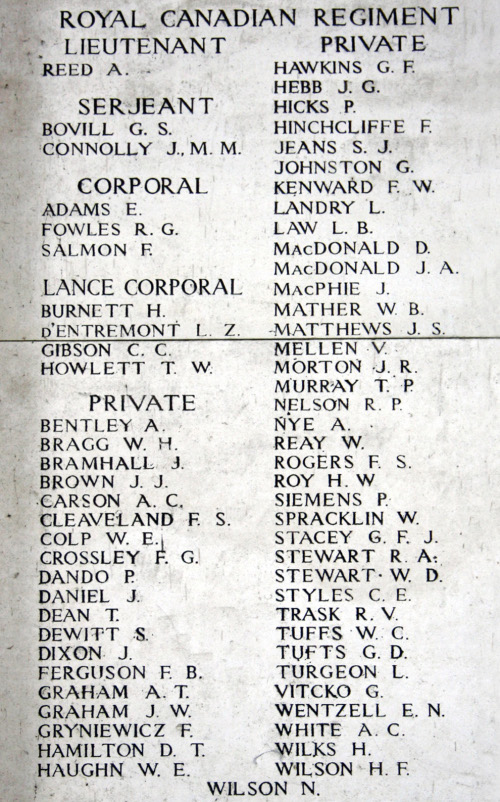 ROYAL CANADIAN REGIMENT
LIEUTENANT
REED A.
SERJEANT
BOVILL G. S.
CONNOLLY J., M. M.
CORPORAL
ADAMS E.
FOWLES R. G.
SALMON F.
LANCE CORPORAL
BURNETT H.
D'ENTREMONT L. Z.
GIBSON C. C.
HOWLETT T. W.
PRIVATE
BENTLEY A.
BRAGG W. H.
BRAMHALL J.
BROWN J. J.
CARSON A. C.
CLEAVELAND F. S.
COLP W. E.
CROSSLEY F. G.
DANDO P.
DANIEL J.
DEAN T.
DEWITT S.
DIXON J.
FERGUSON F. B.
GRAHAM A. T.
GRAHAM J. W.
GRYNIEWICZ F.
HAMILTON D. T.
HAUGHN W. E.
PRIVATE
HAWKINS G. F.
HEBB J. G.
HICKS P.
HINCHCLIFFE F.
JEANS S. J.
JOHNSTON G.
KENWARD F. W.
LANDRY L.
LAW L. B.
MACDONALD D.
MACDONALD J. A.
MACPHIE J.
MATHER W. B.
MATTHEWS J. S.
MELLEN V.
MORTON J. R.
MURRAY T. P.
NELSON R. P.
NYE A.
REAY W.
ROGERS F. S.
ROY H. W.
SIEMENS P.
SPRACKLIN W.
STACEY G. F. J.
STEWART R. A.
STEWART W. D.
STYLES C. E.
TRASK R. V.
TUFFS W. C.
TUFTS G. D.
TURGEON L.
VITCKO G.
WENTZELL E. N.
WHITE A. C.
WILKS H.
WILSON H. F.
WILSON N.